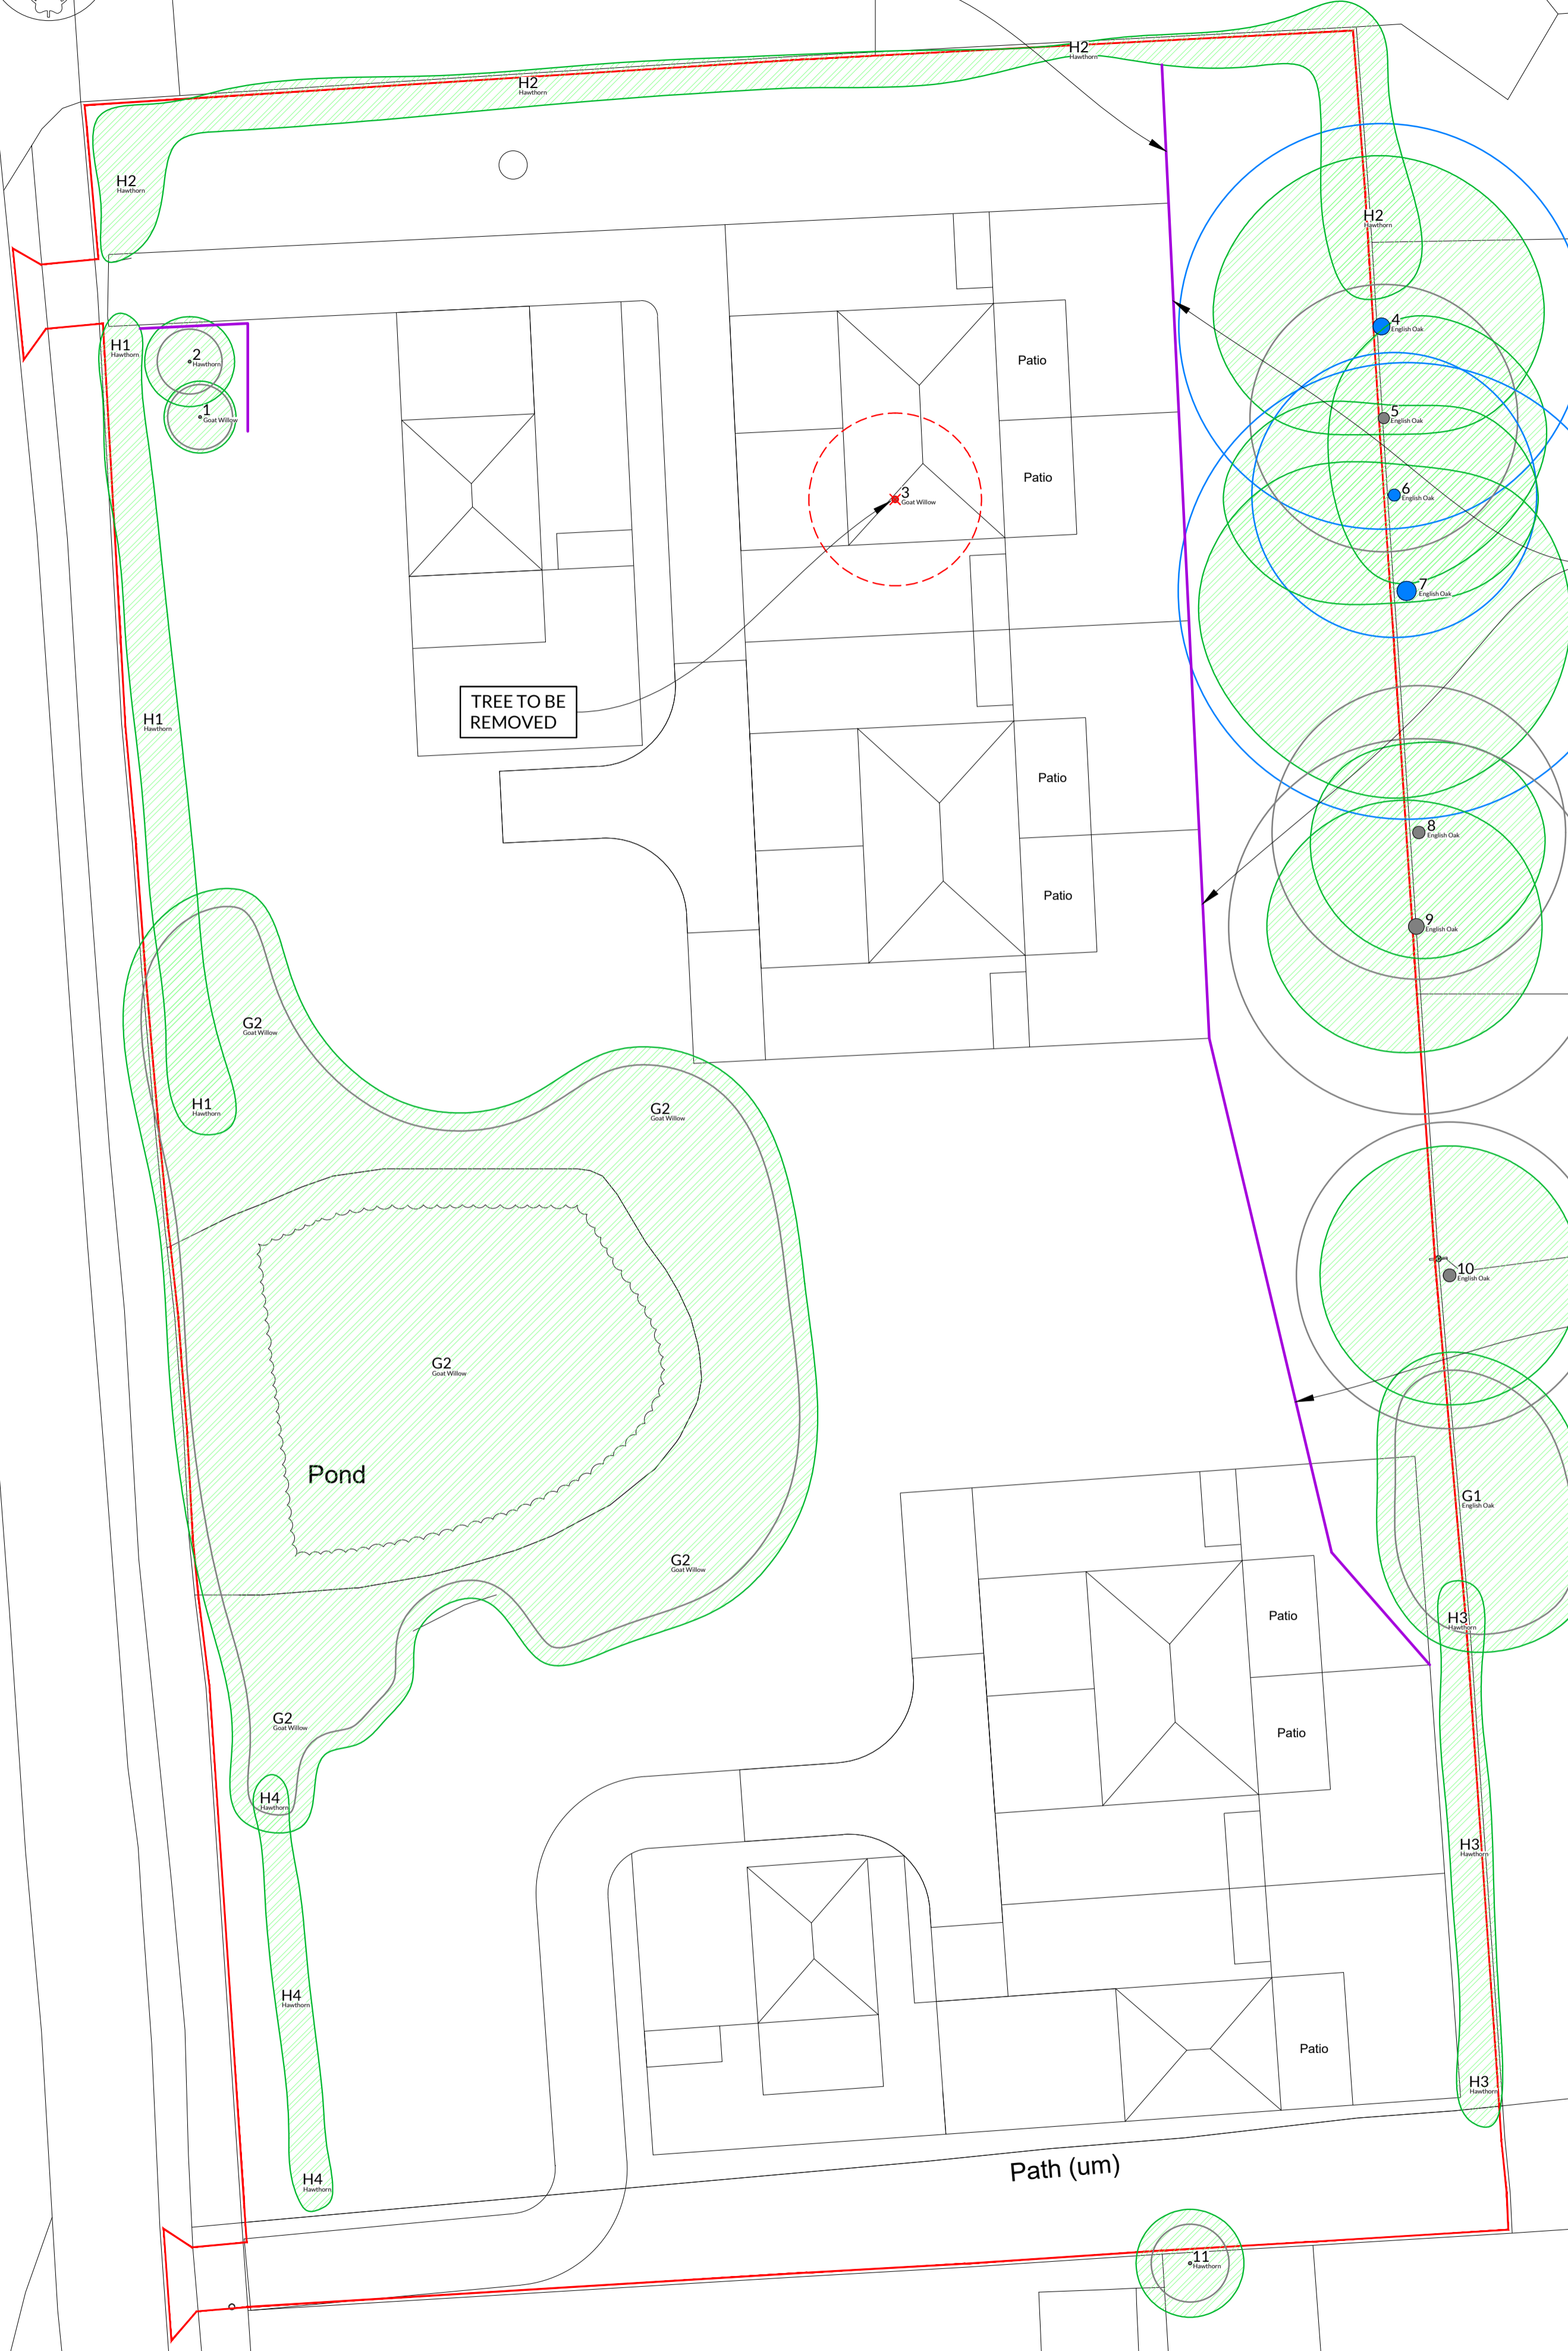 H2
Hawthorn
H2
Hawthorn
H2
Hawthorn
H2
Hawthorn
4
English Oak
H1
Hawthorn
2
Hawthorn
1
Goat Willow
Patio
5
English Oak
Patio
6
English Oak
3
Goat Willow
7
English Oak
TREE TO BE
REMOVED
H1
Hawthorn
Patio
8
English Oak
Patio
9
English Oak
G2
Goat Willow
H1
Hawthorn
G2
Goat Willow
10
English Oak
G2
Goat Willow
Pond
G1
English Oak
G2
Goat Willow
Patio
H3
Hawthorn
G2
Goat Willow
Patio
H4
Hawthorn
H3
Hawthorn
H4
Hawthorn
Patio
H3
Hawthorn
Path (um)
H4
Hawthorn
11
Hawthorn